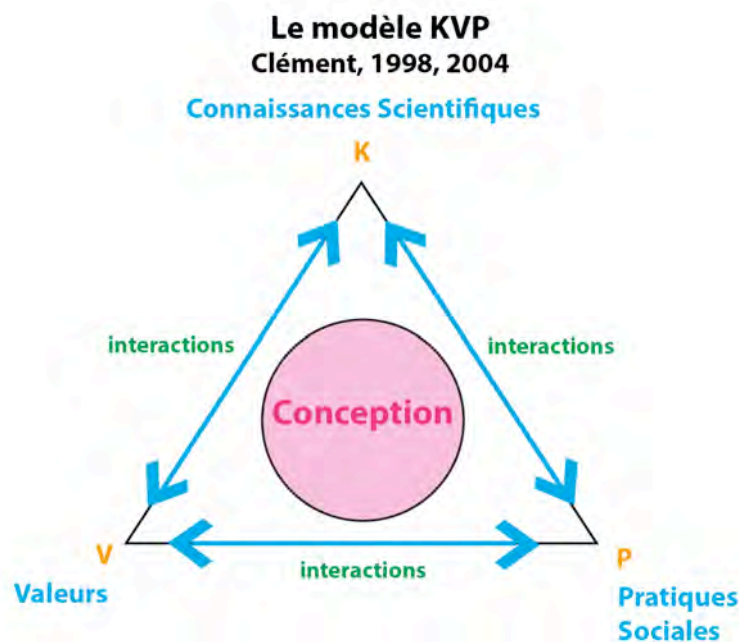 Le modèle KVP
Clément, 1998, 2004
Connaissances Scientifiques
K
interactions
interactions
Conception
V
interactions
P
Valeurs
Pratiques
Sociales